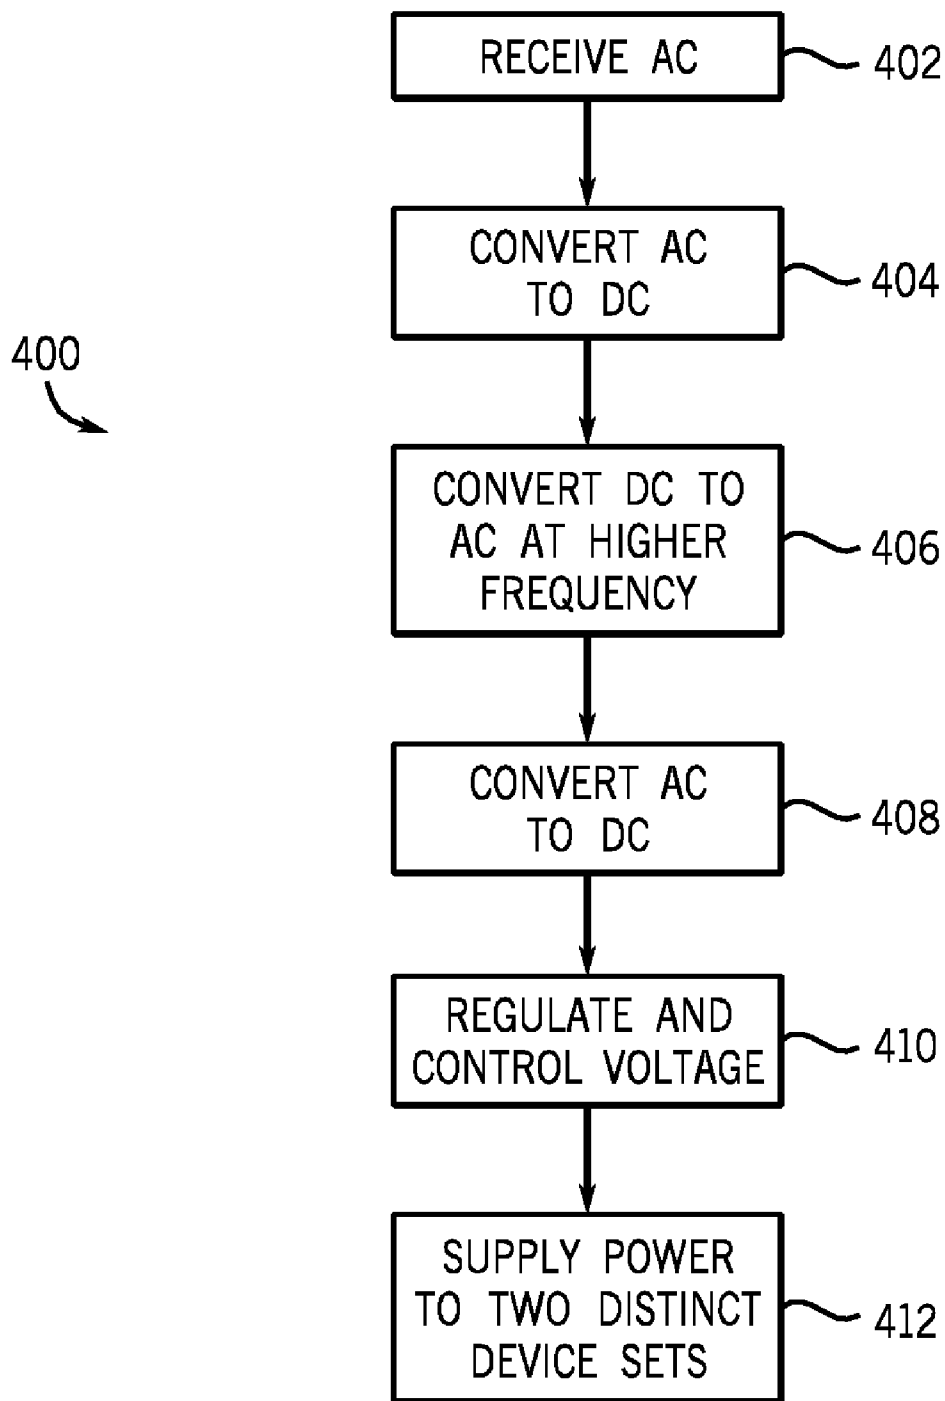 RECEIVE AC
402
CONVERT AC
TO DC
404
400
CONVERT DC TO
AC AT HIGHER
FREQUENCY
406
CONVERT AC
TO DC
408
REGULATE AND
CONTROL VOLTAGE
410
SUPPLY POWER
TO TWO DISTINCT
DEVICE SETS
412